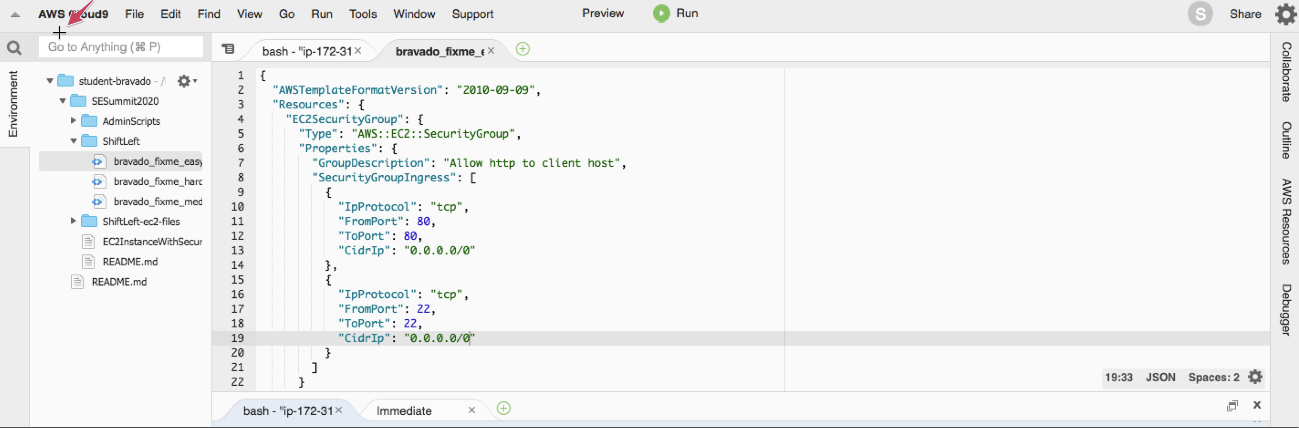 AWS Cloud9 File Edit Find View Go Run Tools Window Support Preview Run S Share
Go to Anything (⌘ P)
bash - "ip-172-31 bravado_fixme_e
Environment
student-bravado - /
SESummit2020
AdminScripts
ShiftLeft
bravado_fixme_easy
bravado_fixme_hard
bravado_fixme_med
ShiftLeft-ec2-files
EC2InstanceWithSecur
README.md
README.md
1 {
2 "AWSTemplateFormatVersion": "2010-09-09",
3 "Resources": {
4 "EC2SecurityGroup": {
5 "Type": "AWS::EC2::SecurityGroup",
6 "Properties": {
7 "GroupDescription": "Allow http to client host",
8 "SecurityGroupIngress": [
9 {
10 "IpProtocol": "tcp",
11 "FromPort": 80,
12 "ToPort": 80,
13 "CidrIp": "0.0.0.0/0"
14 },
15 {
16 "IpProtocol": "tcp",
17 "FromPort": 22,
18 "ToPort": 22,
19 "CidrIp": "0.0.0.0/0"
20 }
21 ]
22 }
19:33 JSON Spaces: 2
Collaborate
Outline
AWS Resources
Debugger
bash - "ip-172-31 Immediate